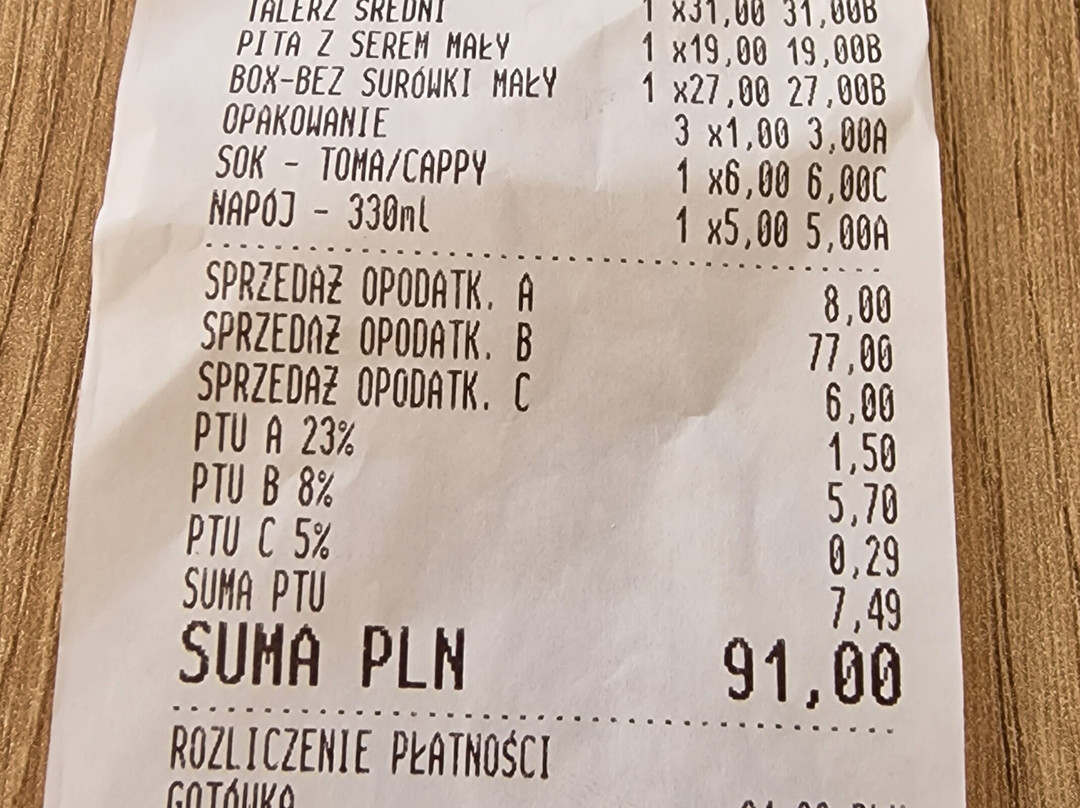 TALERZ ŚREDNI 1 x31,00 31,00B
PITA Z SEREM MAŁY 1 x19,00 19,00B
BOX-BEZ SURÓWKI MAŁY 1 x27,00 27,00B
OPAKOWANIE 3 x1,00 3,00A
SOK - TOMA/CAPPY 1 x6,00 6,00C
NAPÓJ - 330ml 1 x5,00 5,00A
SPRZEDAŻ OPODATK. A 8,00
SPRZEDAŻ OPODATK. B 77,00
SPRZEDAŻ OPODATK. C 6,00
PTU A 23% 1,50
PTU B 8% 5,70
PTU C 5% 0,29
SUMA PTU 7,49
SUMA PLN 91,00
ROZLICZENIE PŁATNOŚCI
GOTÓWKA